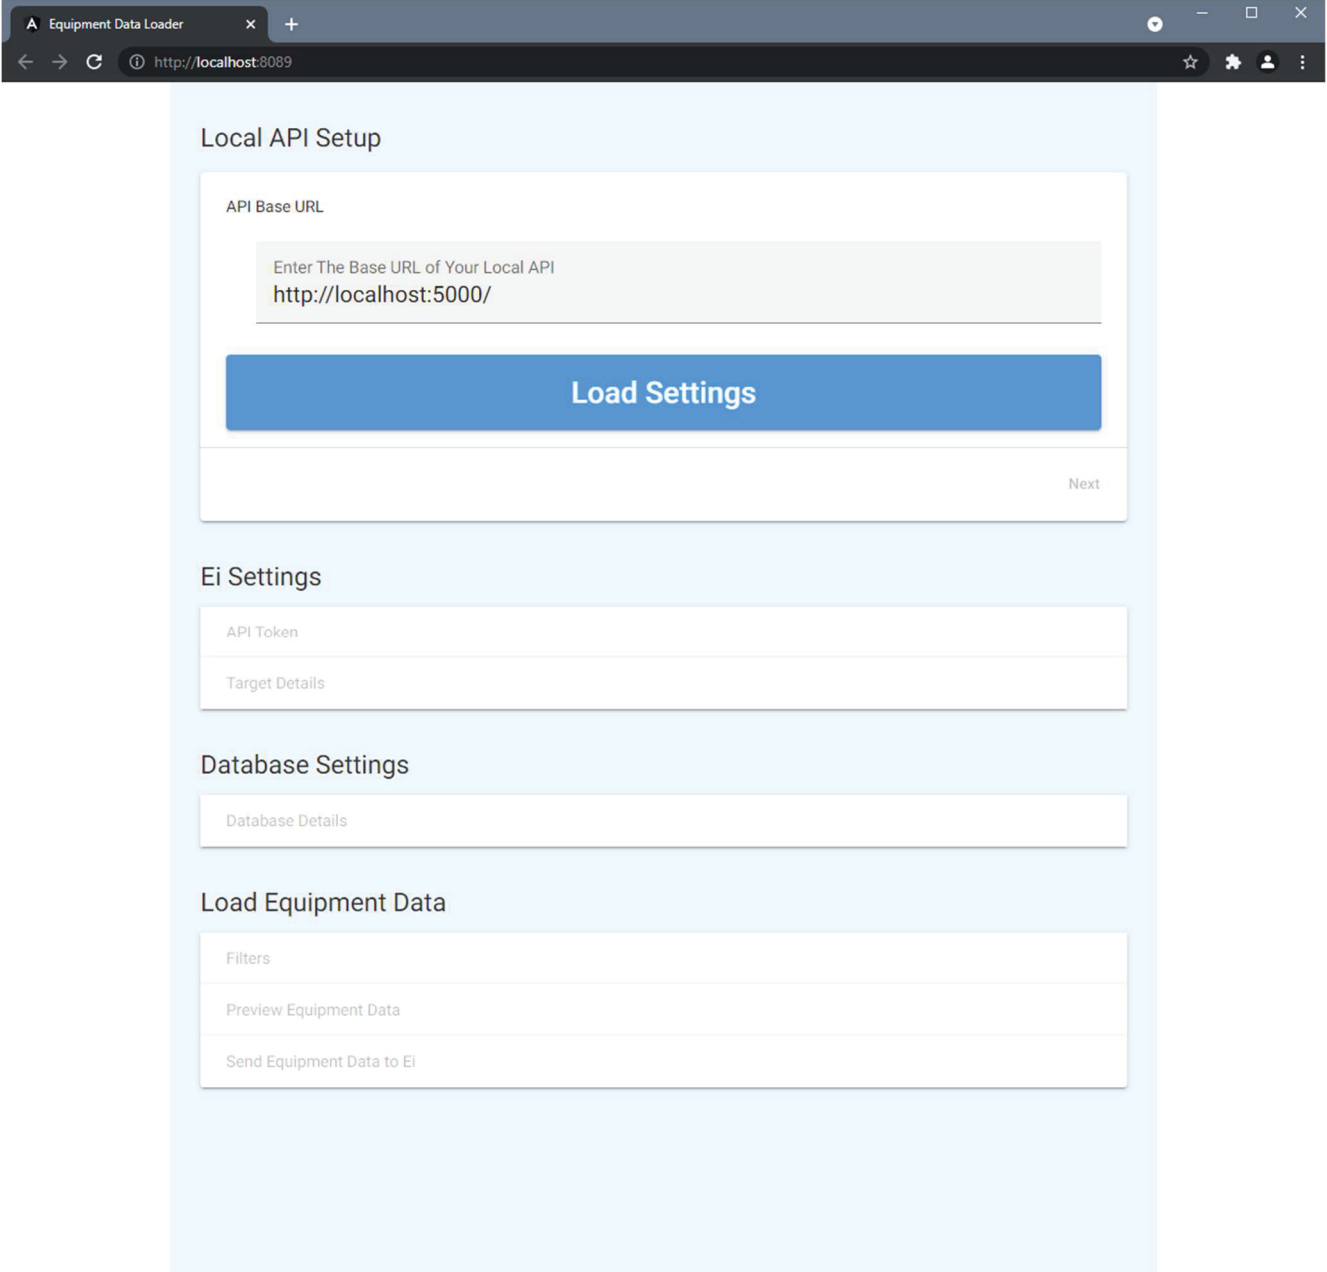 Equipment Data Loader
http://localhost:8089
Local API Setup
API Base URL
Enter The Base URL of Your Local API
http://localhost:5000/
Load Settings
Next
Ei Settings
API Token
Target Details
Database Settings
Database Details
Load Equipment Data
Filters
Preview Equipment Data
Send Equipment Data to Ei